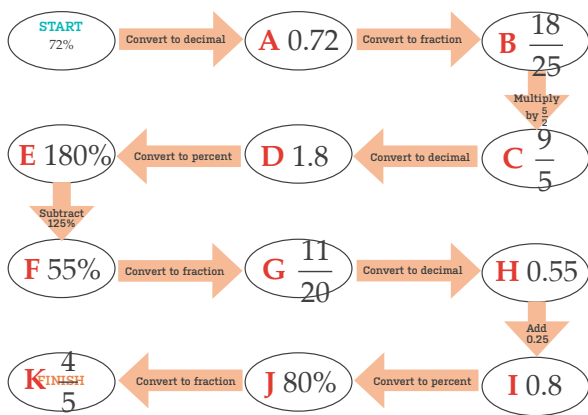 START
72%
Convert to decimal
A 0.72
Convert to fraction
B 18/25
Multiply
by 5/2
C 9/5
Convert to decimal
D 1.8
Convert to percent
E 180%
Subtract
125%
F 55%
Convert to fraction
G 11/20
Convert to decimal
H 0.55
Add
0.25
I 0.8
Convert to percent
J 80%
Convert to fraction
K 4/5
FINISH